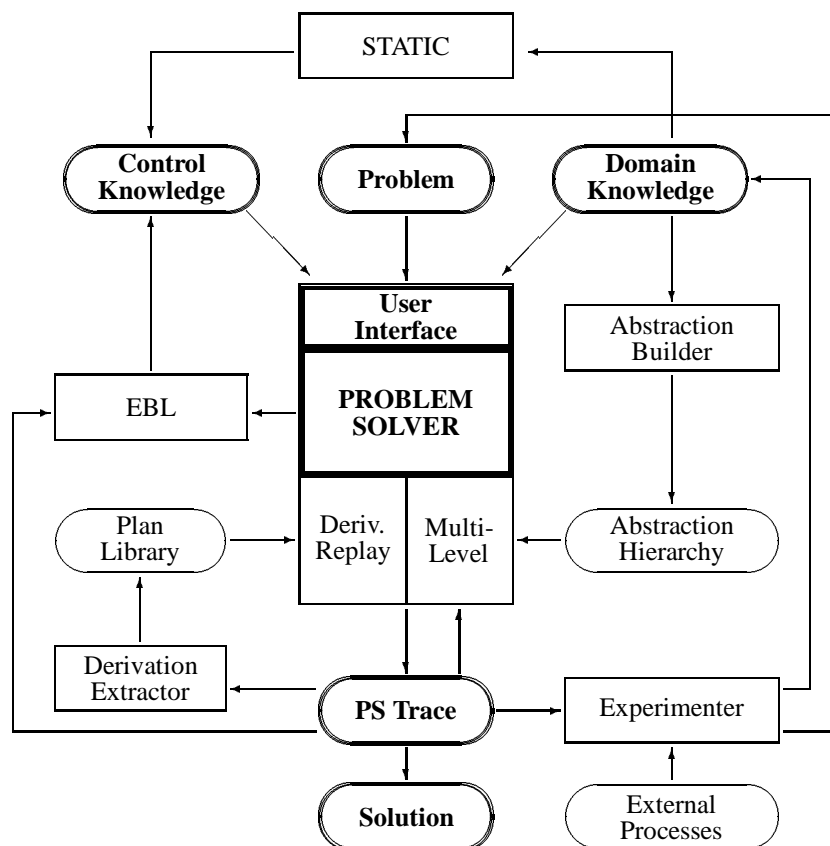 STATIC
Control
Knowledge
Problem
Domain
Knowledge
User
Interface
Abstraction
Builder
EBL
PROBLEM
SOLVER
Plan
Library
Deriv.
Replay
Multi-
Level
Abstraction
Hierarchy
Derivation
Extractor
PS Trace
Experimenter
Solution
External
Processes